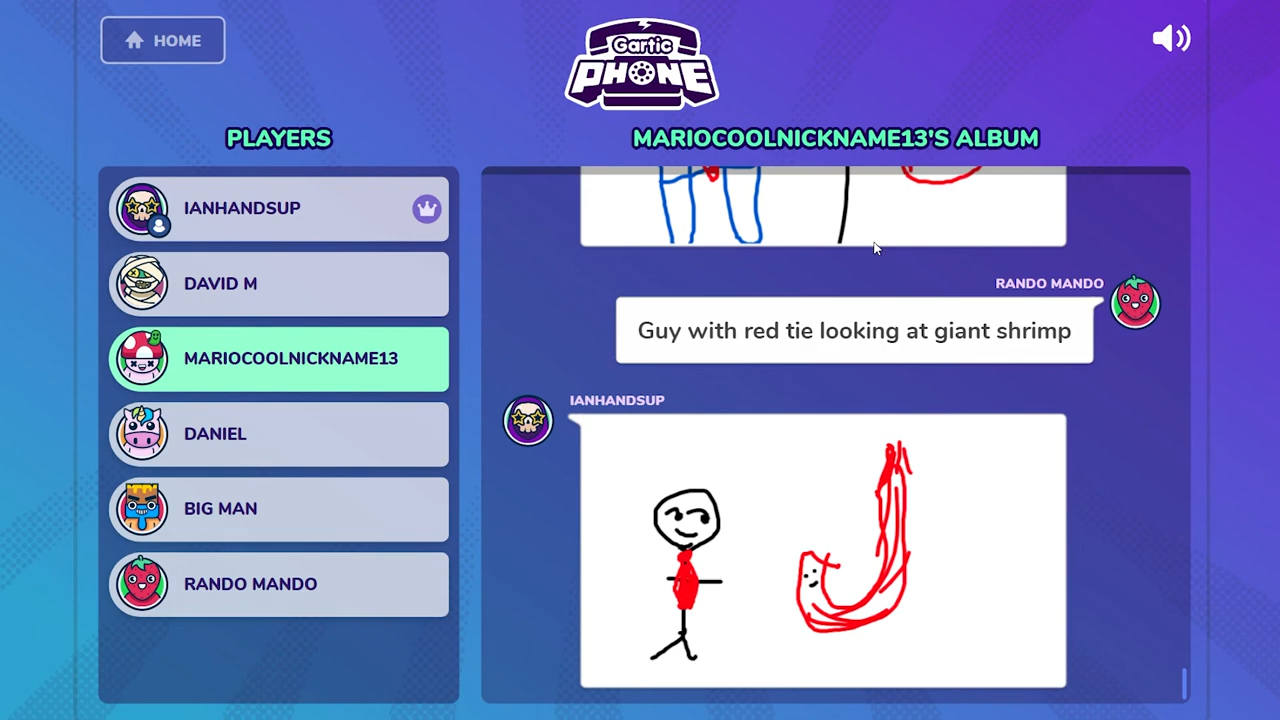 HOME
Gartic
PHONE
PLAYERS
MARIOCOOLNICKNAME13'S ALBUM
IANHANDSUP
DAVID M
MARIOCOOLNICKNAME13
DANIEL
BIG MAN
RANDO MANDO
RANDO MANDO
Guy with red tie looking at giant shrimp
IANHANDSUP